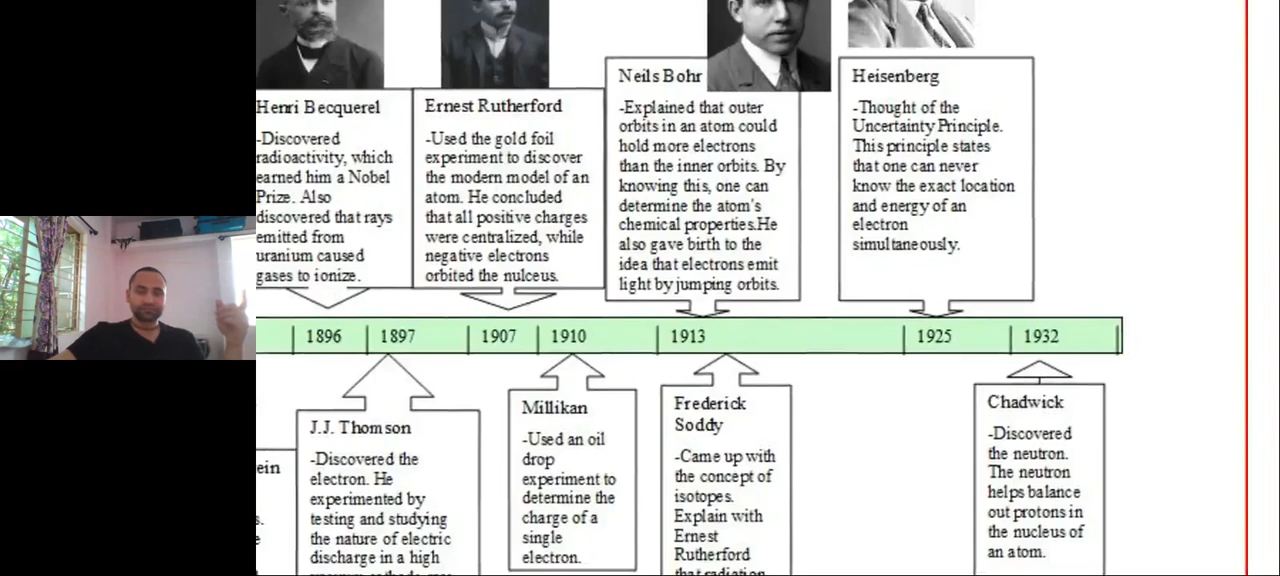 Henri Becquerel
-Discovered
radioactivity, which
earned him a Nobel
Prize. Also
discovered that rays
emitted from
uranium caused
gases to ionize.
Ernest Rutherford
-Used the gold foil
experiment to discover
the modern model of an
atom. He concluded
that all positive charges
were centralized, while
negative electrons
orbited the nulceus.
Neils Bohr
-Explained that outer
orbits in an atom could
hold more electrons
than the inner orbits. By
knowing this, one can
determine the atom's
chemical properties.He
also gave birth to the
idea that electrons emit
light by jumping orbits.
Heisenberg
-Thought of the
Uncertainty Principle.
This principle states
that one can never
know the exact location
and energy of an
electron
simultaneously.
1896 1897 1907 1910 1913 1925 1932
ein
s.
e
J.J. Thomson
-Discovered the
electron. He
experimented by
testing and studying
the nature of electric
discharge in a high
Millikan
-Used an oil
drop
experiment to
determine the
charge of a
single
electron.
Frederick
Soddy
-Came up with
the concept of
isotopes.
Explain with
Ernest
Rutherford
that radiation
Chadwick
-Discovered
the neutron.
The neutron
helps balance
out protons in
the nucleus of
an atom.